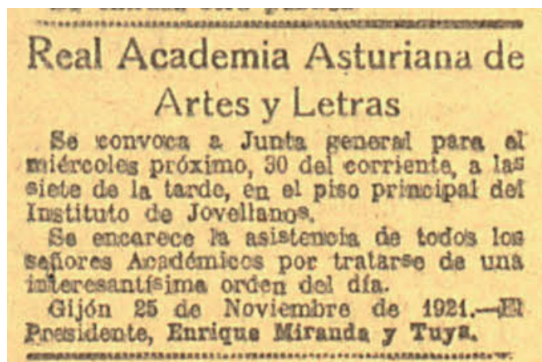 Real Academia Asturiana de
Artes y Letras
Se convoca a Junta general para el
miércoles próximo, 30 del corriente, a las
siete de la tarde, en el piso principal del
Instituto de Jovellanos.
Se encarece la asistencia de todos los
señores Académicos por tratarse de una
interesantísima orden del día.
Gijón 25 de Noviembre de 1921.—El
Presidente, Enrique Miranda y Tuya.